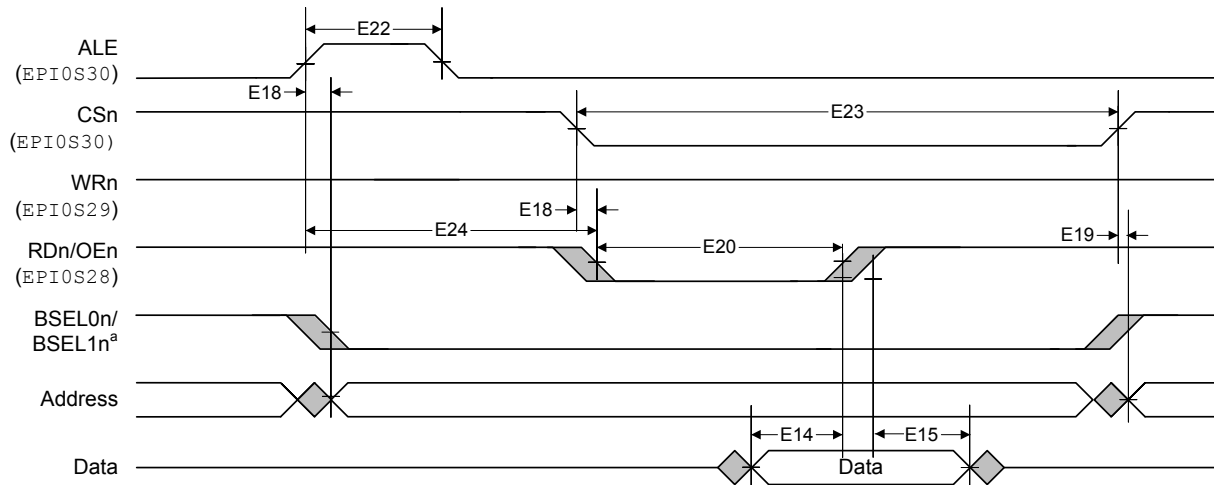 E22
ALE
(EPI0S30)
E18
CSn
E23
(EPI0S30)
WRn
(EPI0S29)
E18
E24
E20
E19
RDn/OEn
(EPI0S28)
BSEL0n/
BSEL1nᵃ
Address
E14
E15
Data
Data